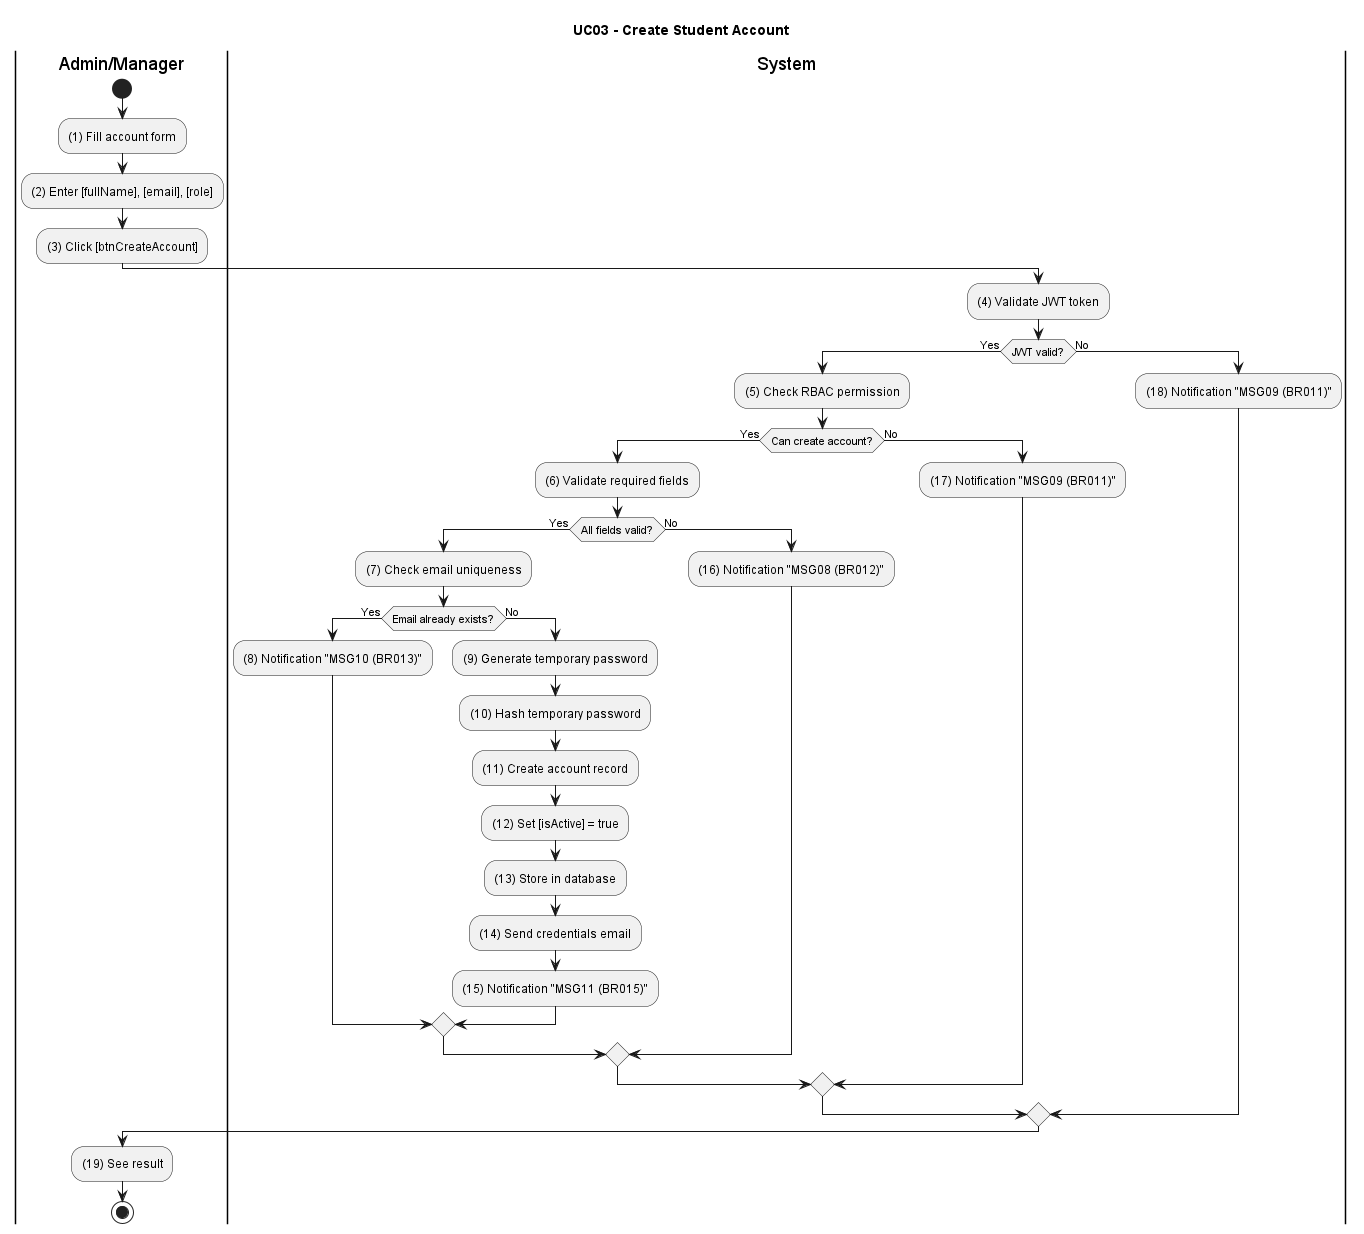 UC03 - Create Student Account
Admin/Manager
System
(1) Fill account form
(2) Enter [fullName], [email], [role]
(3) Click [btnCreateAccount]
(4) Validate JWT token
Yes
JWT valid?
No
(5) Check RBAC permission
(18) Notification "MSG09 (BR011)"
Yes
Can create account?
No
(6) Validate required fields
(17) Notification "MSG09 (BR011)"
Yes
All fields valid?
No
(7) Check email uniqueness
(16) Notification "MSG08 (BR012)"
Yes
Email already exists?
No
(8) Notification "MSG10 (BR013)"
(9) Generate temporary password
(10) Hash temporary password
(11) Create account record
(12) Set [isActive] = true
(13) Store in database
(14) Send credentials email
(15) Notification "MSG11 (BR015)"
(19) See result